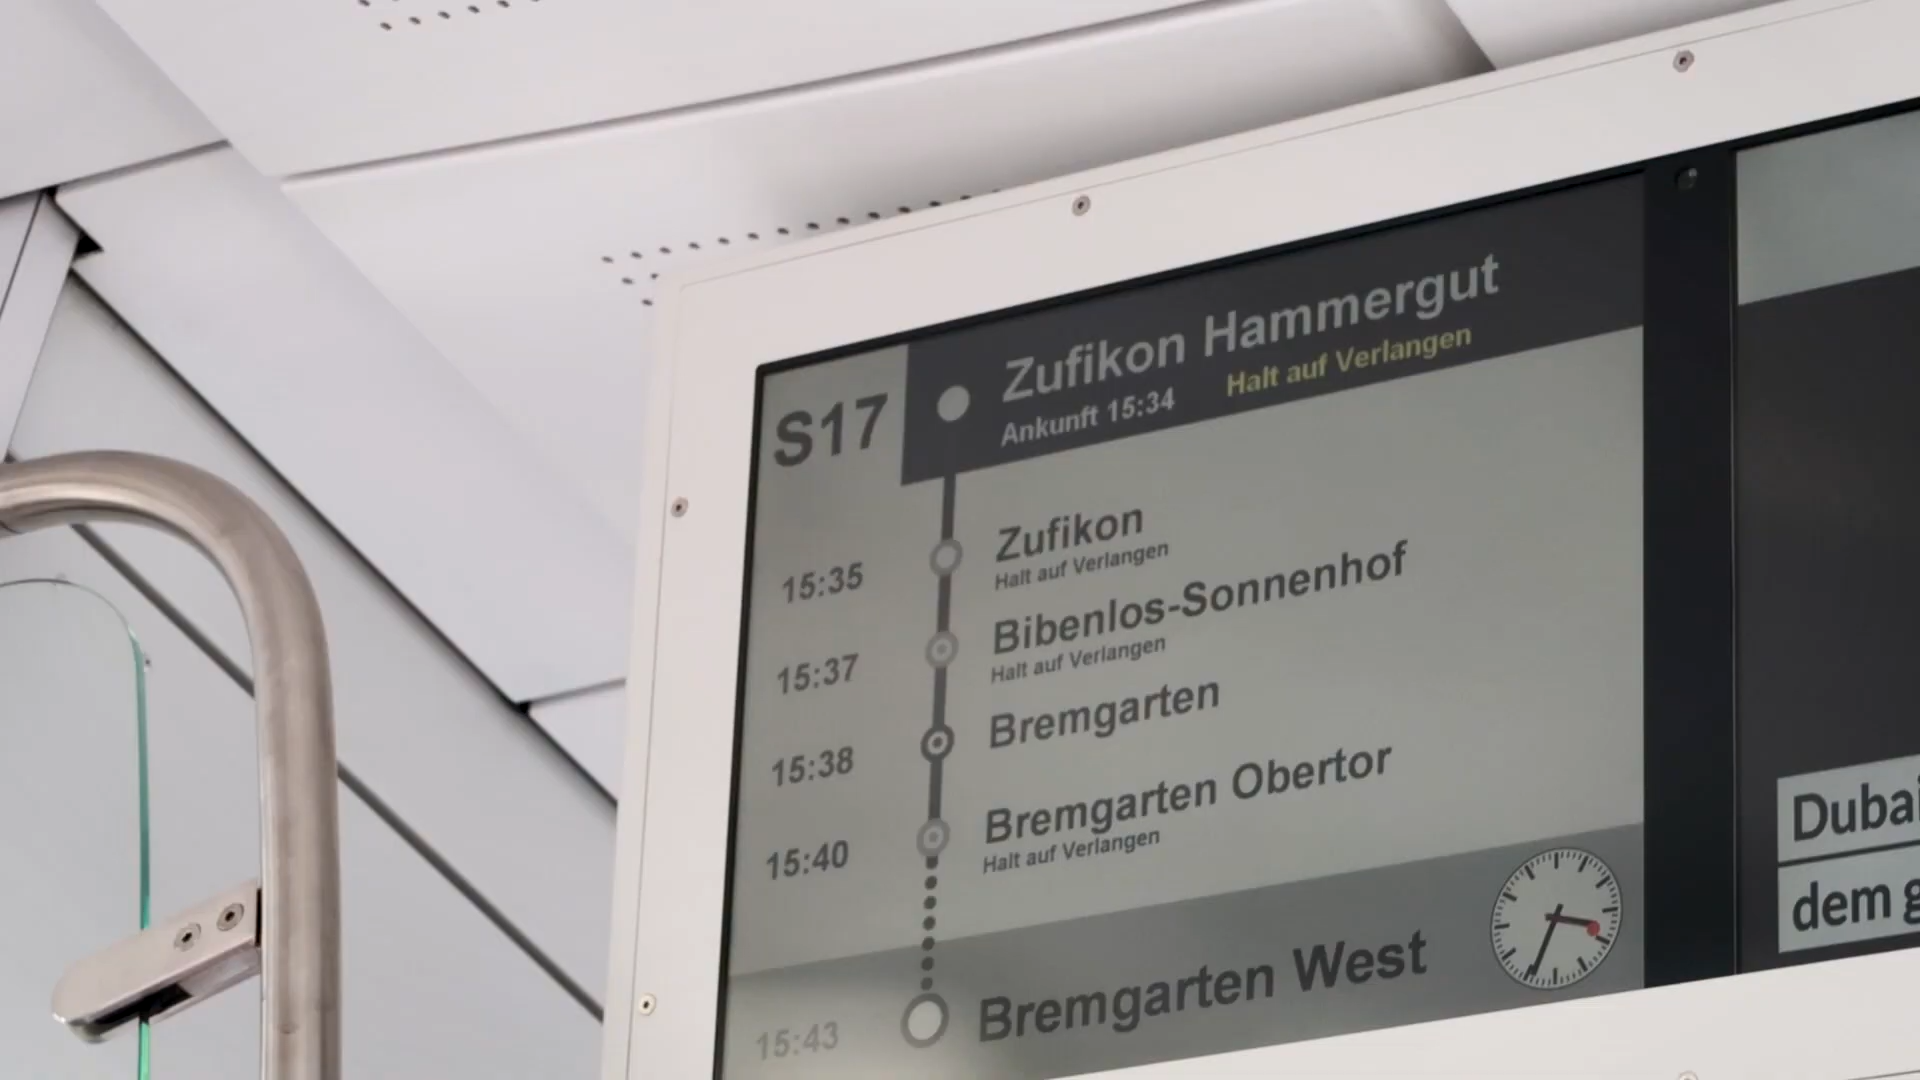 S17
Zufikon Hammergut
Ankunft 15:34 Halt auf Verlangen
15:35 Zufikon
Halt auf Verlangen
15:37 Bibenlos-Sonnenhof
Halt auf Verlangen
15:38 Bremgarten
15:40 Bremgarten Obertor
Halt auf Verlangen
15:43 Bremgarten West
Dubai
dem